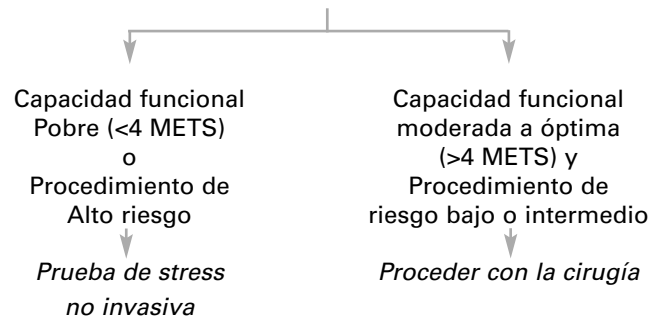 Capacidad funcional
Pobre (<4 METS)
o
Procedimiento de
Alto riesgo
Prueba de stress
no invasiva
Capacidad funcional
moderada a óptima
(>4 METS) y
Procedimiento de
riesgo bajo o intermedio
Proceder con la cirugía